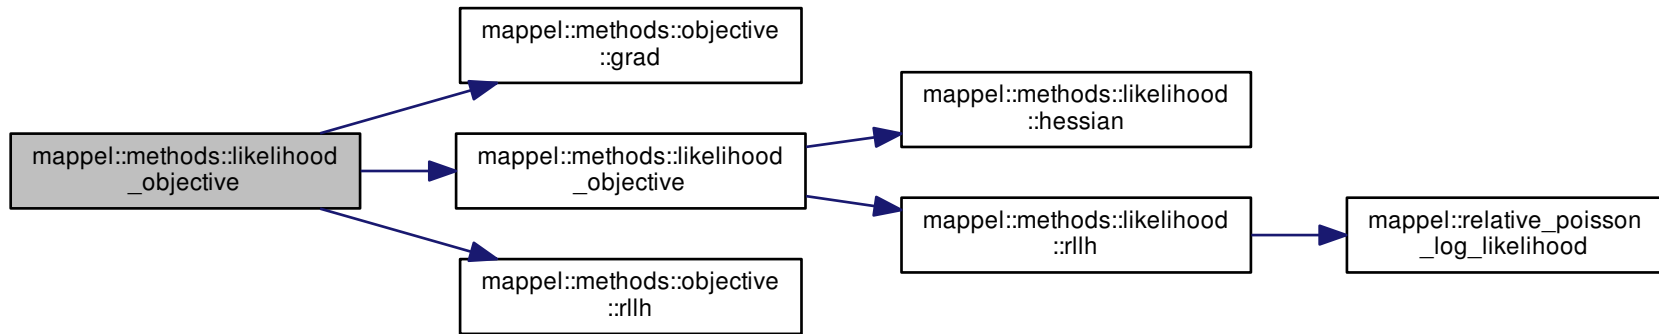 mappel::methods::objective
::grad
mappel::methods::likelihood
::hessian
mappel::methods::likelihood
_objective
mappel::methods::likelihood
_objective
mappel::methods::likelihood
::rllh
mappel::relative_poisson
_log_likelihood
mappel::methods::objective
::rllh